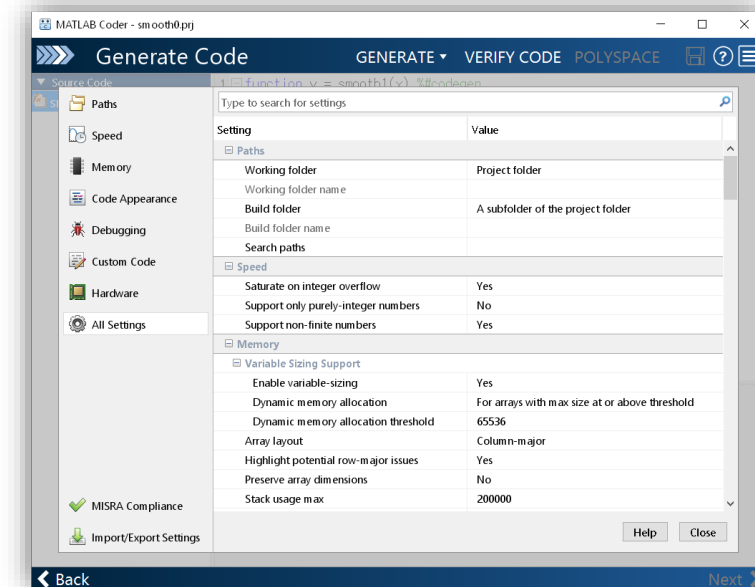 MATLAB Coder - smooth0.prj
Generate Code GENERATE VERIFY CODE POLYSPACE
Source Code
1 function y = smooth1(x) %#codegen
Type to search for settings
Setting Value
Paths
Working folder Project folder
Working folder name
Build folder A subfolder of the project folder
Build folder name
Search paths
Speed
Saturate on integer overflow Yes
Support only purely-integer numbers No
Support non-finite numbers Yes
Memory
Variable Sizing Support
Enable variable-sizing Yes
Dynamic memory allocation For arrays with max size at or above threshold
Dynamic memory allocation threshold 65536
Array layout Column-major
Highlight potential row-major issues Yes
Preserve array dimensions No
Stack usage max 200000
Paths
Speed
Memory
Code Appearance
Debugging
Custom Code
Hardware
All Settings
MISRA Compliance
Import/Export Settings
Help Close
Back Next